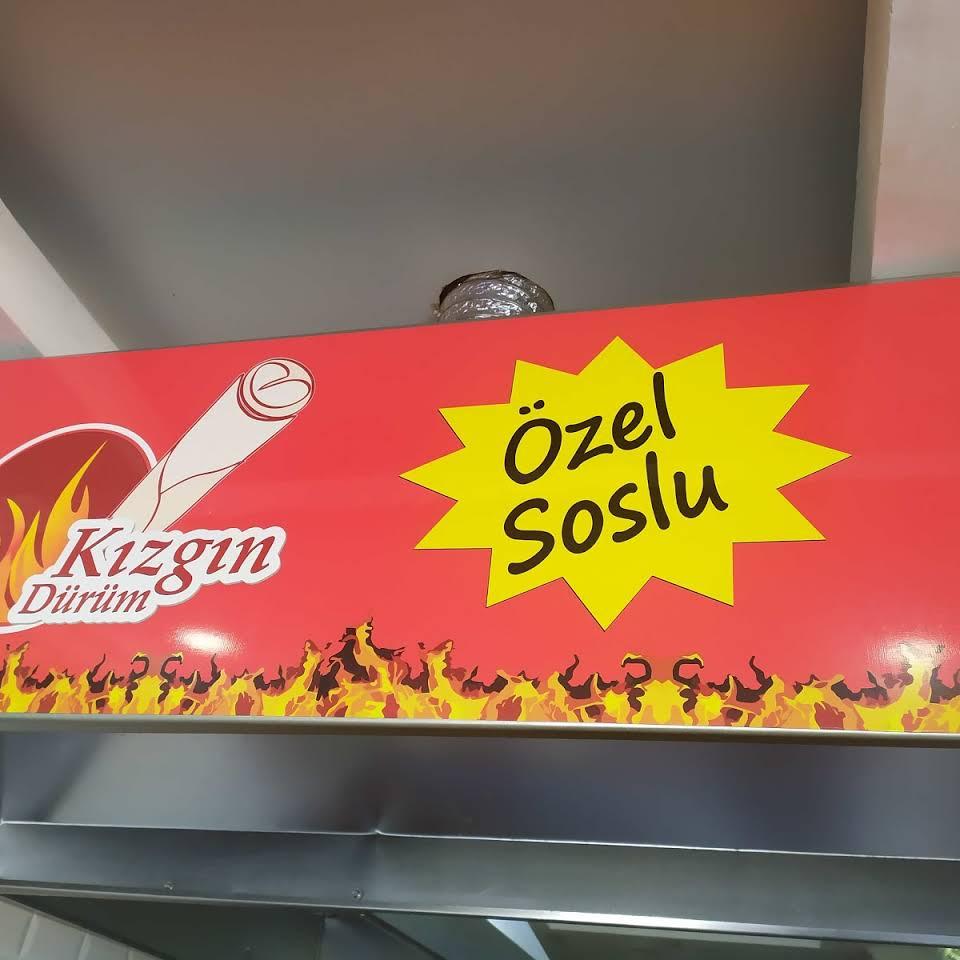 Kızgın
Dürüm
Özel
Soslu